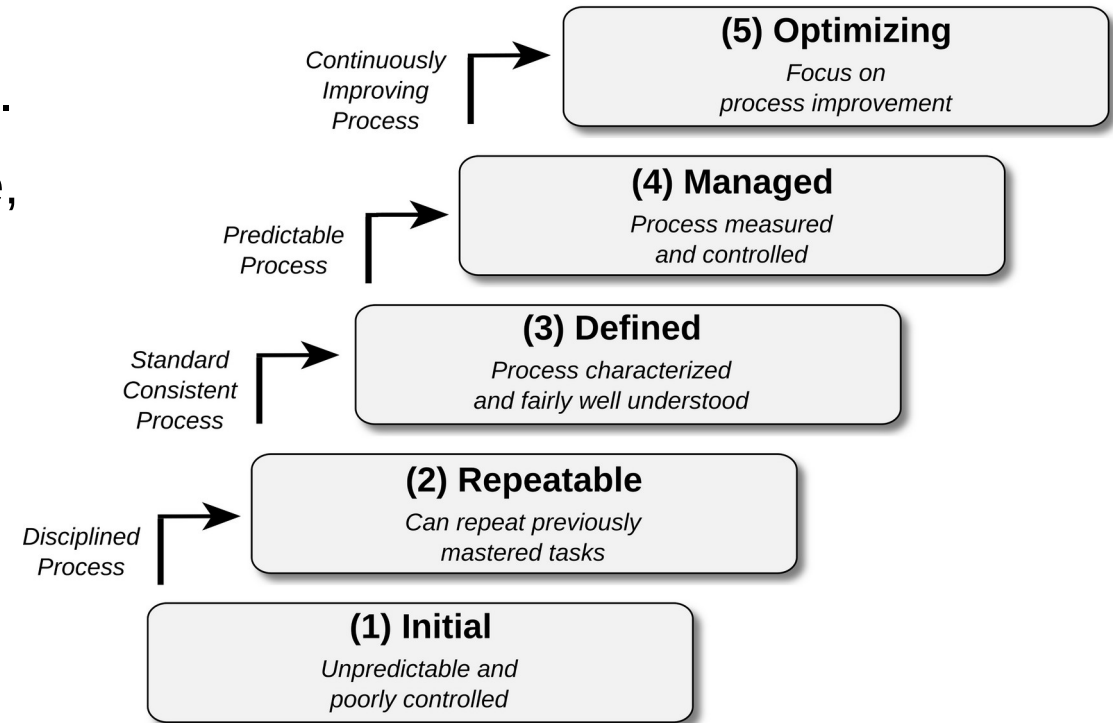 .
e,
Continuously
Improving
Process
(5) Optimizing
Focus on
process improvement
Predictable
Process
(4) Managed
Process measured
and controlled
Standard
Consistent
Process
(3) Defined
Process characterized
and fairly well understood
Disciplined
Process
(2) Repeatable
Can repeat previously
mastered tasks
(1) Initial
Unpredictable and
poorly controlled